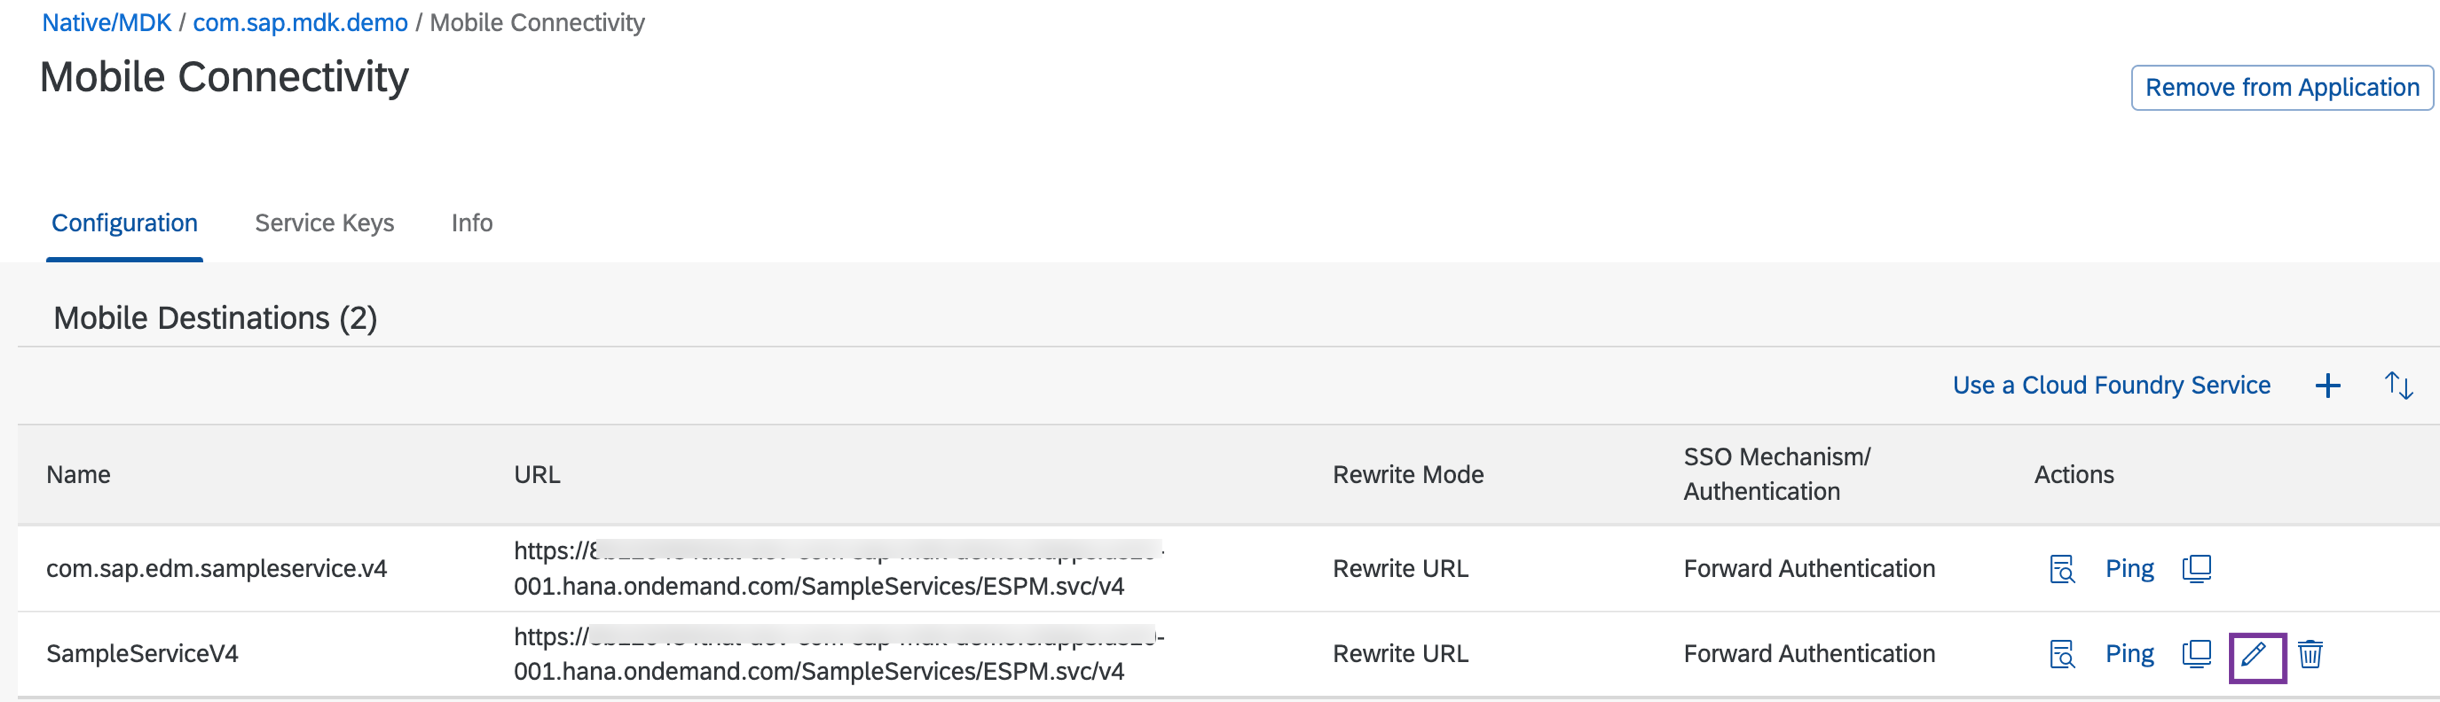 Native/MDK / com.sap.mdk.demo / Mobile Connectivity
Mobile Connectivity
Remove from Application
Configuration Service Keys Info
Mobile Destinations (2)
Use a Cloud Foundry Service
Name URL Rewrite Mode SSO Mechanism/ Authentication Actions
com.sap.edm.sampleservice.v4 https://
001.hana.ondemand.com/SampleServices/ESPM.svc/v4 Rewrite URL Forward Authentication Ping
SampleServiceV4 https://
001.hana.ondemand.com/SampleServices/ESPM.svc/v4 Rewrite URL Forward Authentication Ping